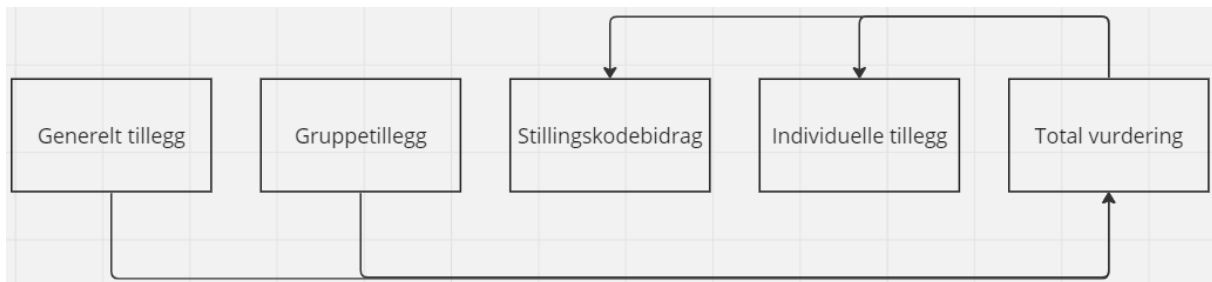 Generelt tillegg
Gruppetillegg
Stillingskodebidrag
Individuelle tillegg
Total vurdering